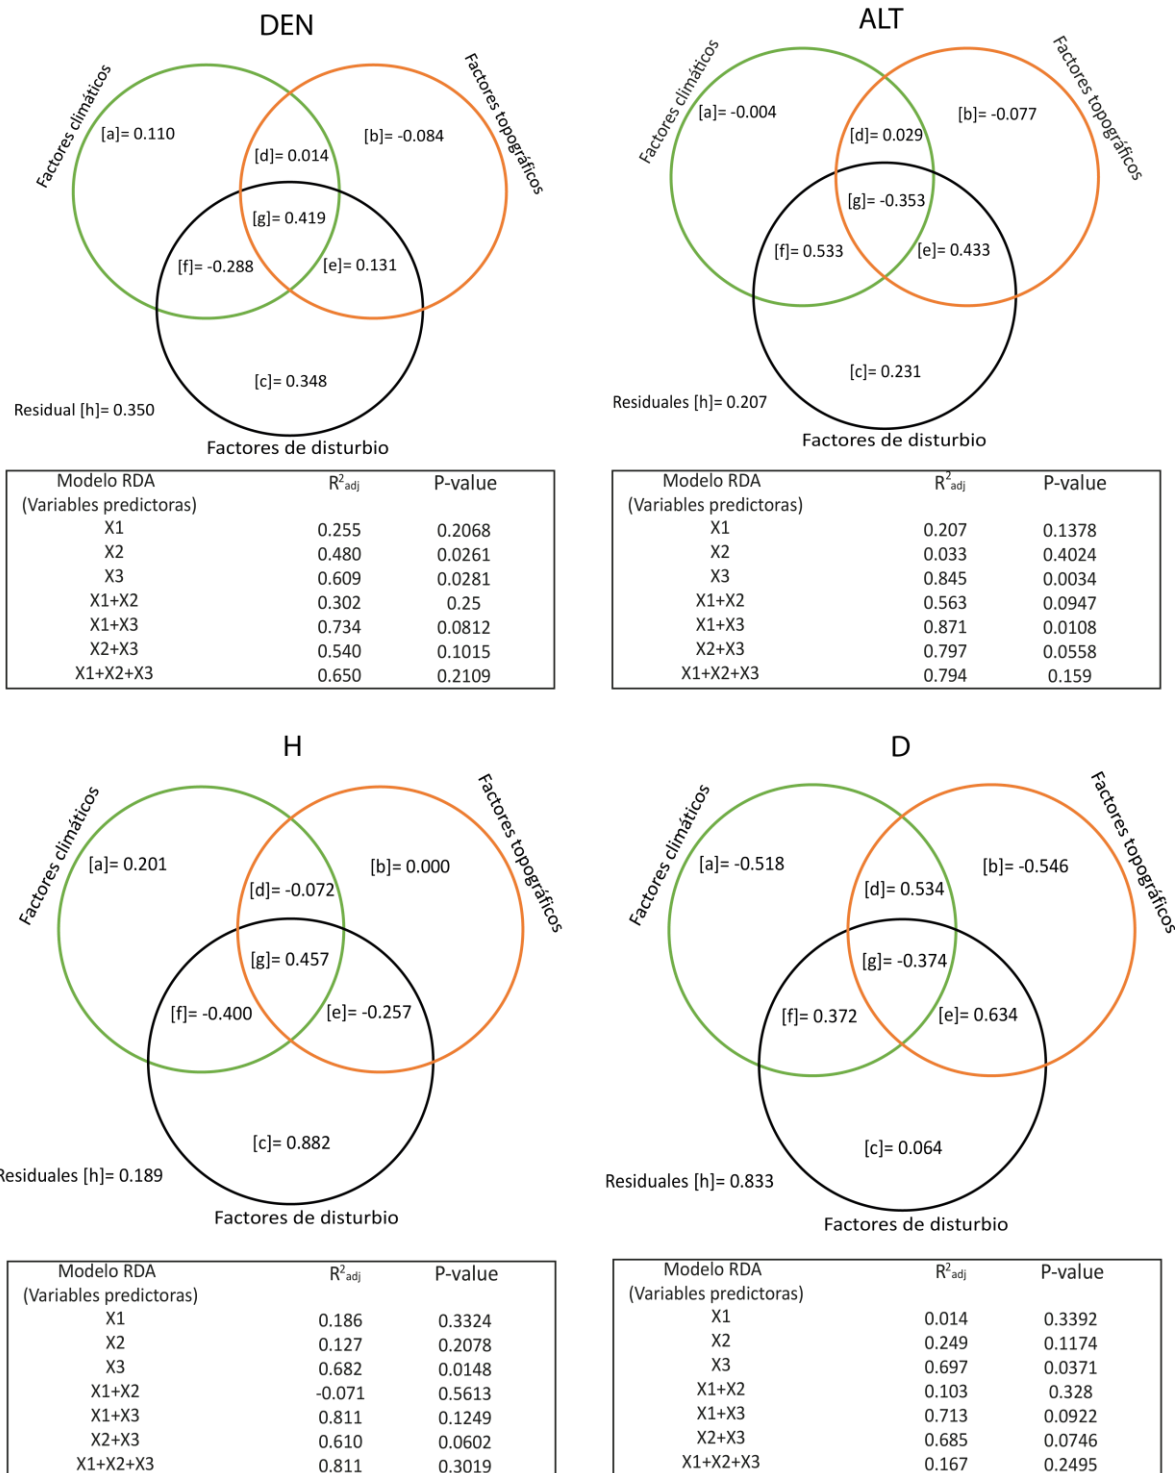 DEN
Factores climáticos
Factores topográficos
[a]= 0.110
[b]= -0.084
[d]= 0.014
[g]= 0.419
[f]= -0.288
[e]= 0.131
[c]= 0.348
Residual [h]= 0.350
Factores de disturbio
Modelo RDA R²adj P-value
(Variables predictoras)
X1 0.255 0.2068
X2 0.480 0.0261
X3 0.609 0.0281
X1+X2 0.302 0.25
X1+X3 0.734 0.0812
X2+X3 0.540 0.1015
X1+X2+X3 0.650 0.2109
ALT
Factores climáticos
Factores topográficos
[a]= -0.004
[b]= -0.077
[d]= 0.029
[g]= -0.353
[f]= 0.533
[e]= 0.433
[c]= 0.231
Residuales [h]= 0.207
Factores de disturbio
Modelo RDA R²adj P-value
(Variables predictoras)
X1 0.207 0.1378
X2 0.033 0.4024
X3 0.845 0.0034
X1+X2 0.563 0.0947
X1+X3 0.871 0.0108
X2+X3 0.797 0.0558
X1+X2+X3 0.794 0.159
H
Factores climáticos
Factores topográficos
[a]= 0.201
[b]= 0.000
[d]= -0.072
[g]= 0.457
[f]= -0.400
[e]= -0.257
[c]= 0.882
Residuales [h]= 0.189
Factores de disturbio
Modelo RDA R²adj P-value
(Variables predictoras)
X1 0.186 0.3324
X2 0.127 0.2078
X3 0.682 0.0148
X1+X2 -0.071 0.5613
X1+X3 0.811 0.1249
X2+X3 0.610 0.0602
X1+X2+X3 0.811 0.3019
D
Factores climáticos
Factores topográficos
[a]= -0.518
[b]= -0.546
[d]= 0.534
[g]= -0.374
[f]= 0.372
[e]= 0.634
[c]= 0.064
Residuales [h]= 0.833
Factores de disturbio
Modelo RDA R²adj P-value
(Variables predictoras)
X1 0.014 0.3392
X2 0.249 0.1174
X3 0.697 0.0371
X1+X2 0.103 0.328
X1+X3 0.713 0.0922
X2+X3 0.685 0.0746
X1+X2+X3 0.167 0.2495